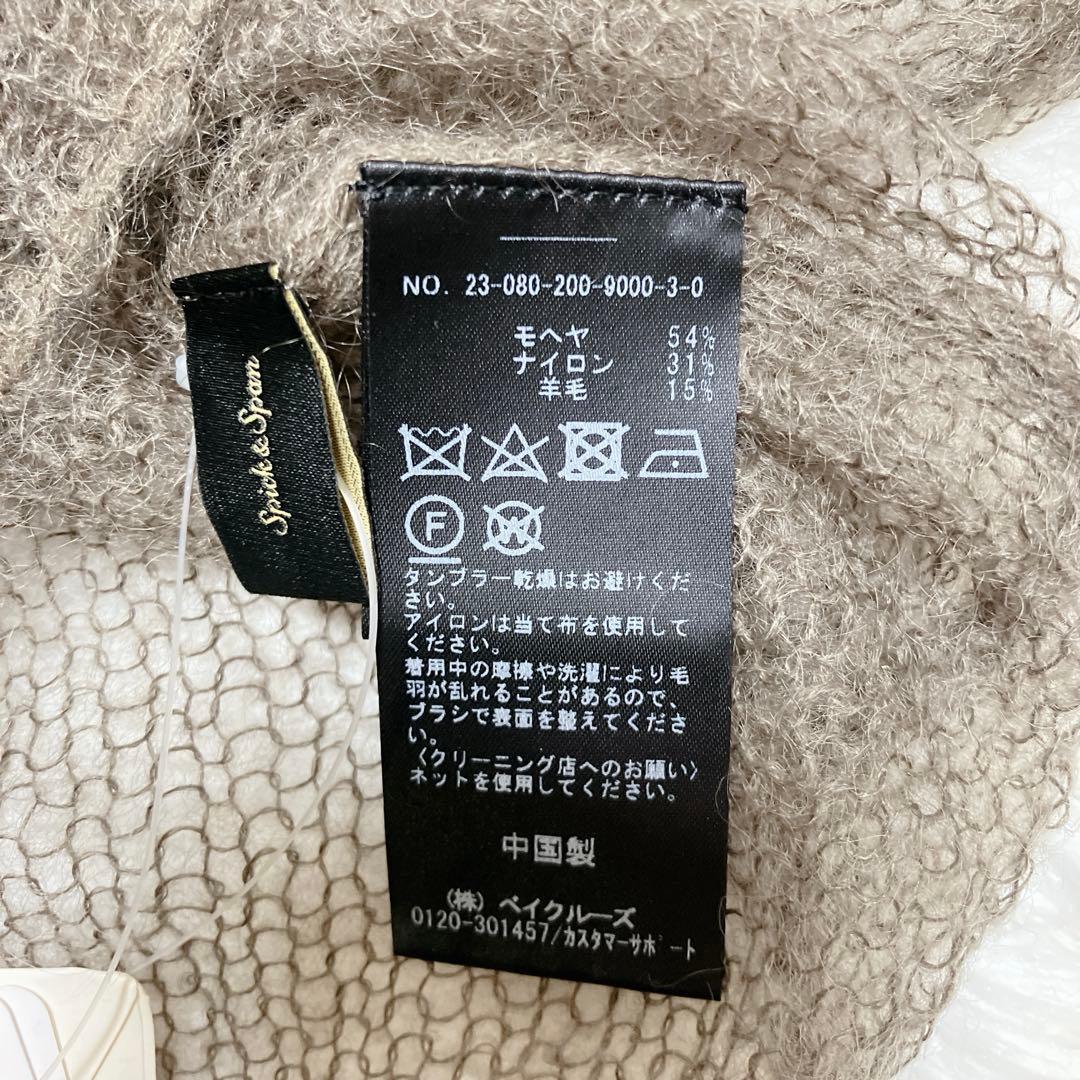 Spick & Span
NO. 23-080-200-9000-3-0
モヘヤ 54%
ナイロン 31%
羊毛 15%
F W
タンブラー乾燥はお避けくだ
さい。
アイロンは当て布を使用して
ください。
着用中の摩擦や洗濯により毛
羽が乱れることがあるので、
ブラシで表面を整えてくださ
い。
〈クリーニング店へのお願い〉
ネットを使用してください。
中国製
(株) ベイクルーズ
0120-301457/カスタマーサポート